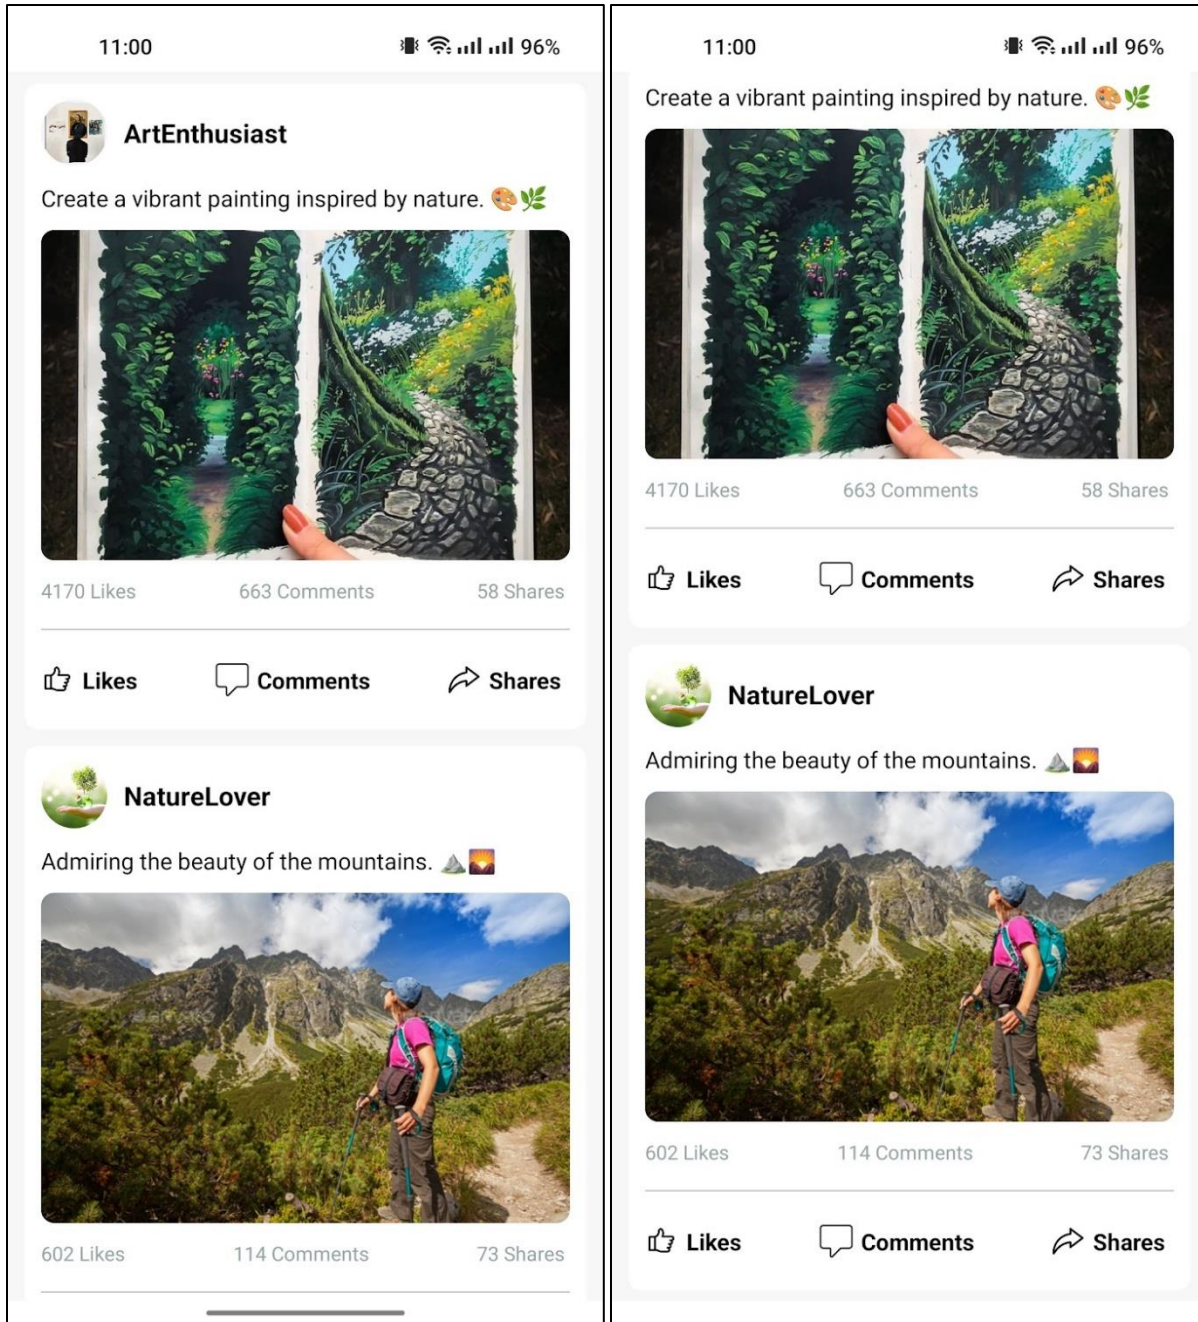 11:00 96%
ArtEnthusiast
Create a vibrant painting inspired by nature. 🎨🌿
4170 Likes 663 Comments 58 Shares
Likes Comments Shares
NatureLover
Admiring the beauty of the mountains. ⛰️🌄
602 Likes 114 Comments 73 Shares
11:00 96%
Create a vibrant painting inspired by nature. 🎨🌿
4170 Likes 663 Comments 58 Shares
Likes Comments Shares
NatureLover
Admiring the beauty of the mountains. ⛰️🌄
602 Likes 114 Comments 73 Shares
Likes Comments Shares